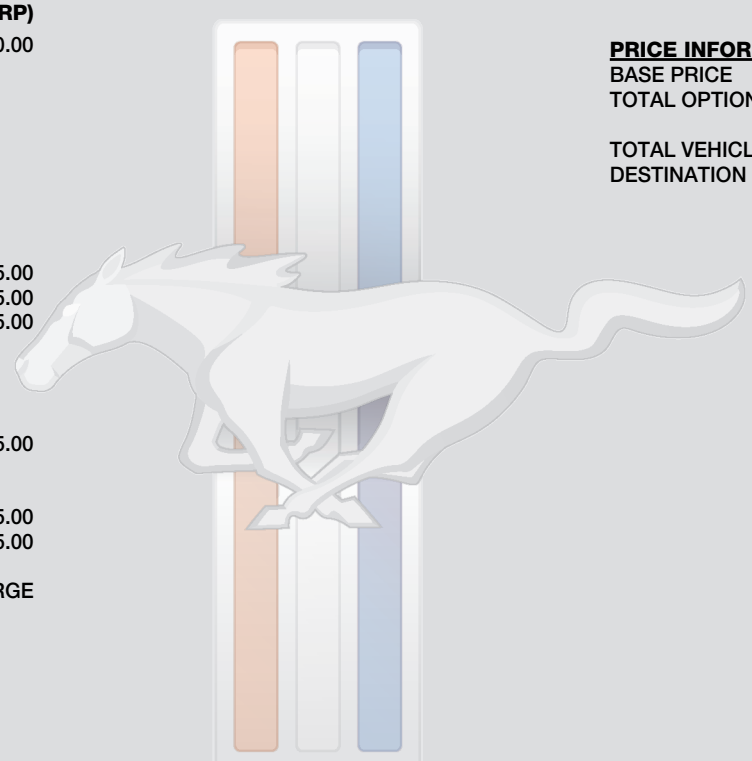 RP)
0.00
5.00
5.00
5.00
5.00
5.00
5.00
RGE
PRICE INFOR
BASE PRICE
TOTAL OPTION
TOTAL VEHICL
DESTINATION